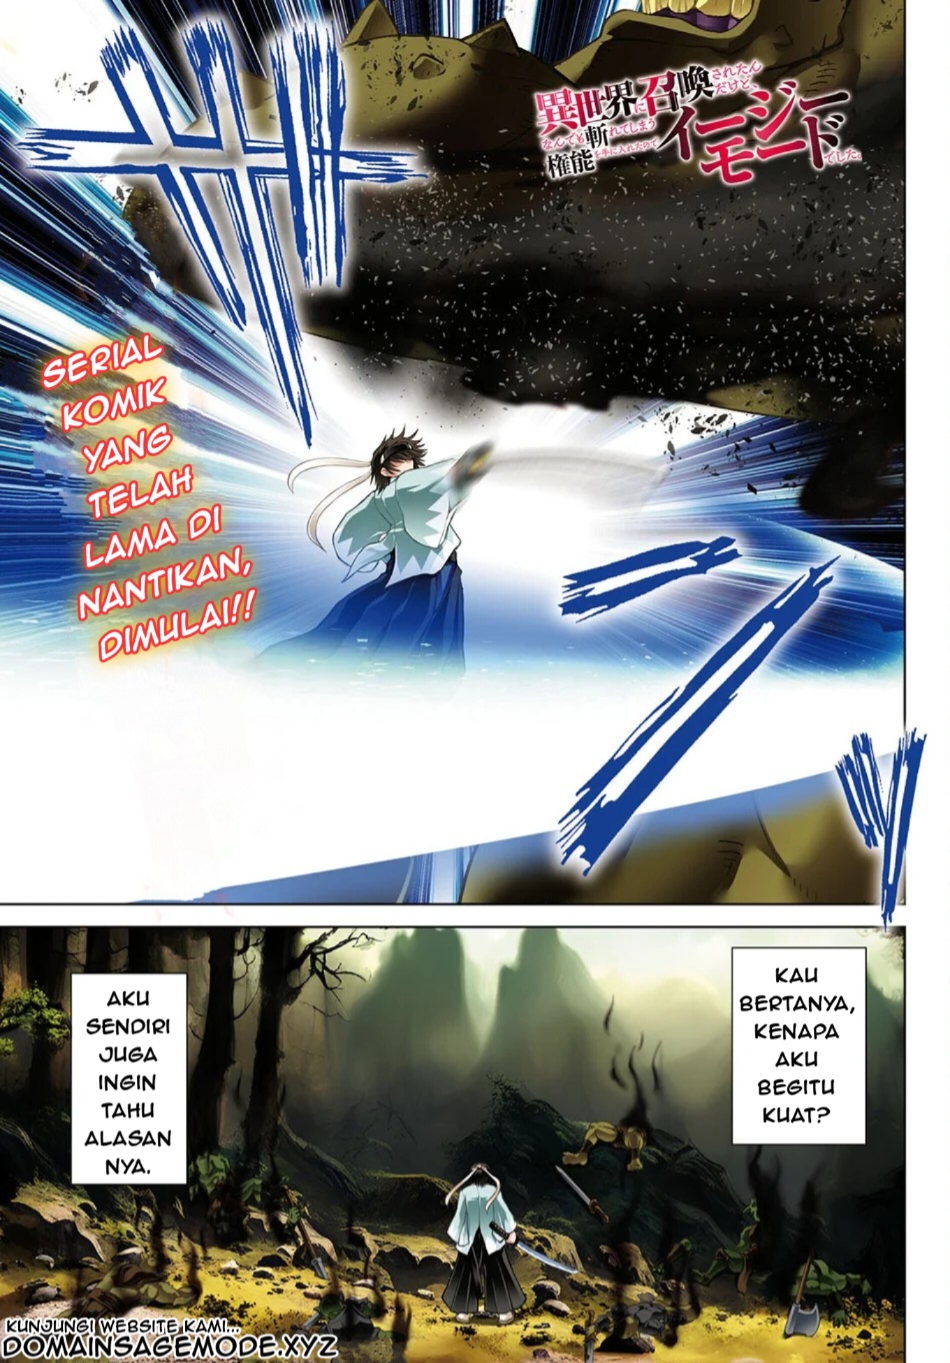 異世界に召喚されたんだけど、
なんでも斬れてしまう
権能を手に入れたので
イージー
モードでした。
SERIAL
KOMIK
YANG
TELAH
LAMA DI
NANTIKAN,
DIMULAI!!
KAU
BERTANYA,
KENAPA
AKU
BEGITU
KUAT?
AKU
SENDIRI
JUGA
INGIN
TAHU
ALASAN
NYA.
KUNJUNGI WEBSITE KAMI...
DOMAINSAGEMODE.XYZ